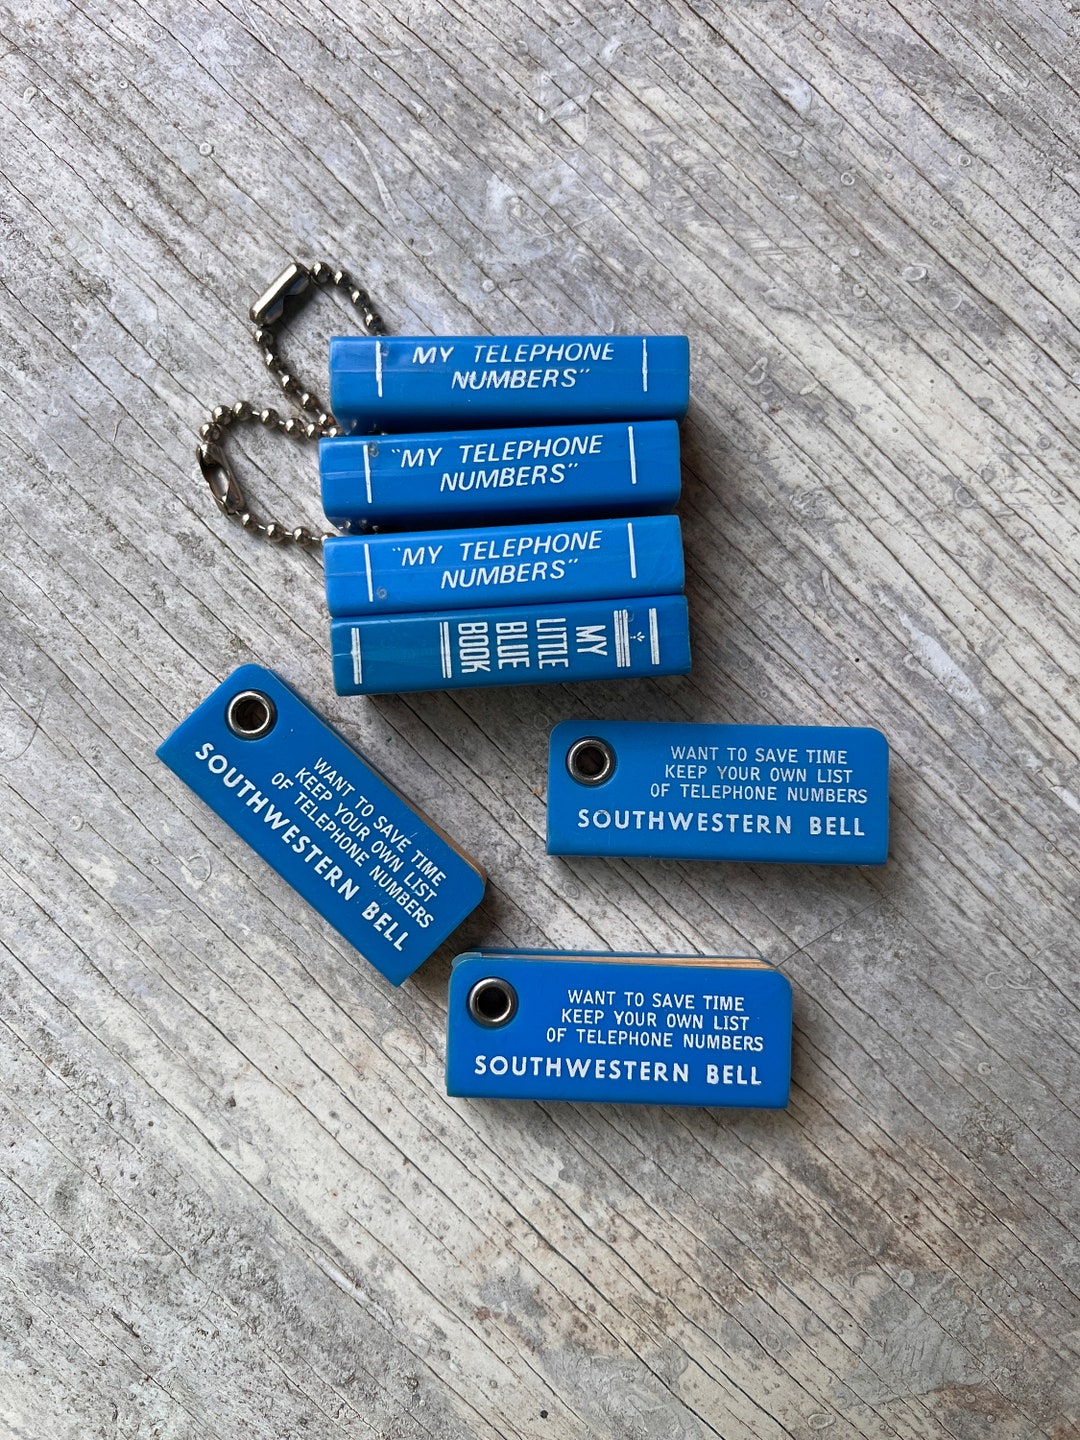 MY TELEPHONE
NUMBERS"
"MY TELEPHONE
NUMBERS"
"MY TELEPHONE
NUMBERS"
MY
LITTLE
BLUE
BOOK
WANT TO SAVE TIME
KEEP YOUR OWN LIST
OF TELEPHONE NUMBERS
SOUTHWESTERN BELL
WANT TO SAVE TIME
KEEP YOUR OWN LIST
OF TELEPHONE NUMBERS
SOUTHWESTERN BELL
WANT TO SAVE TIME
KEEP YOUR OWN LIST
OF TELEPHONE NUMBERS
SOUTHWESTERN BELL